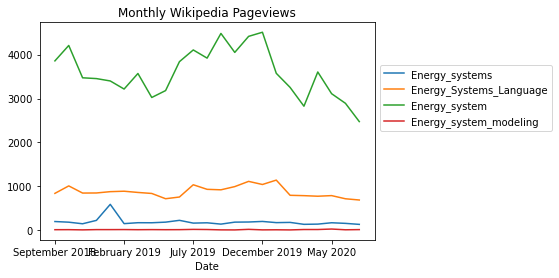 Monthly Wikipedia Pageviews
4000
3000
2000
1000
0
September 2018
February 2019
July 2019
December 2019
May 2020
Date
Energy_systems
Energy_Systems_Language
Energy_system
Energy_system_modeling